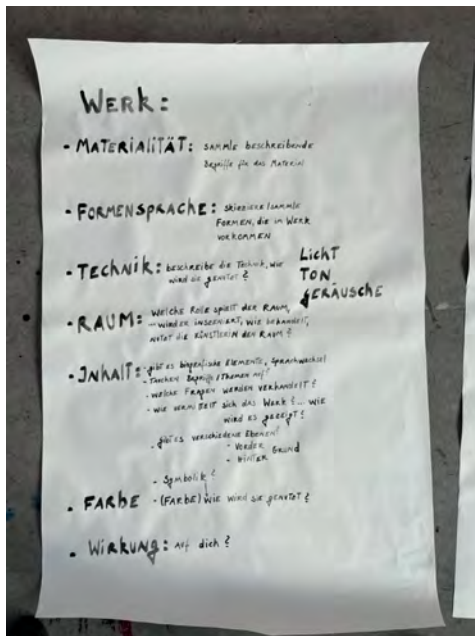 WERK:
- MATERIALITÄT: SAMMLE BESCHREIBENDE
Begriffe für das Material
- FORMENSPRACHE: SKIZZIERE/SAMMLE
FORMEN, DIE IM WERK
VORKOMMEN
- TECHNIK: BESCHREIBE DIE TECHNIK, WIE
WIRD SIE GENUTZT?
LICHT
TON
GERÄUSCHE
- RAUM: WELCHE ROLLE SPIELT DER RAUM,
WIRD ER INSZENIERT, WIE BEHANDELT,
NUTZT DIE KÜNSTLERIN DEN RAUM?
- INHALT: - gibt ES biografische ELEMENTE, SPRACHWECHSEL
- TAUCHEN Begriffe/THEMEN AUF?
- WELCHE FRAGEN WERDEN VERHANDELT?
- WIE VERMITTELT sich DAS WERK? ... WIE
WIRD ES gezeigt?
- gibt ES VERSCHIEDENE EBENEN?
- VORDER
- HINTER GRUND
- Symbolik?
- FARBE - (FARBE) WIE WIRD SIE GENUTZT?
- WIRKUNG: AUF dich?